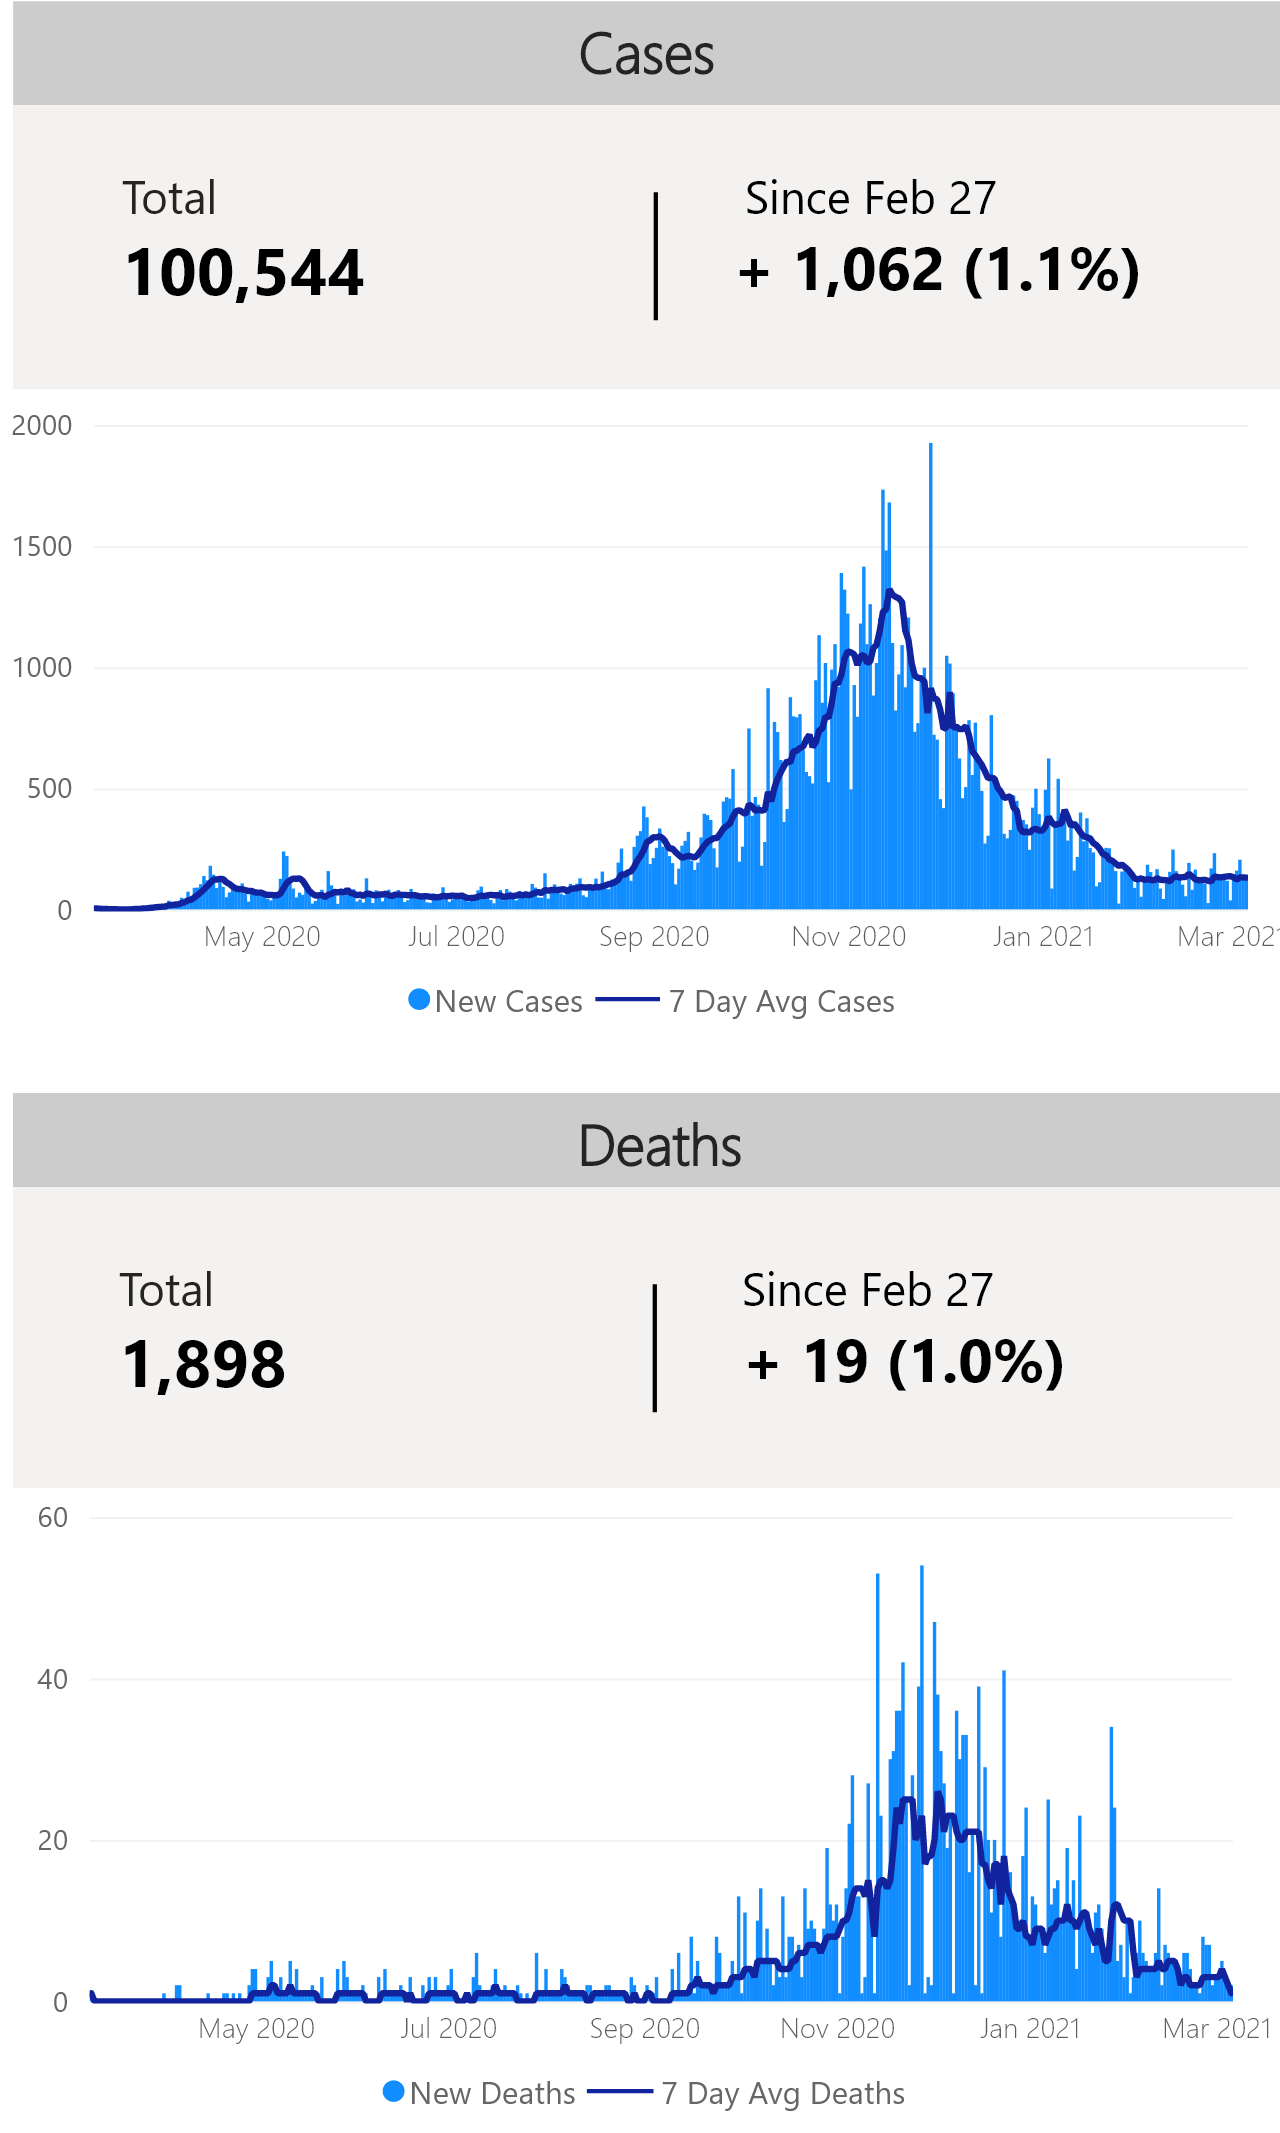 Cases
Total
Since Feb 27
100,544
+ 1,062 (1.1%)
2000
1500
1000
500
0
May 2020 Jul 2020 Sep 2020 Nov 2020 Jan 2021 Mar 2021
New Cases 7 Day Avg Cases
Deaths
Total
Since Feb 27
1,898
+ 19 (1.0%)
60
40
20
0
May 2020 Jul 2020 Sep 2020 Nov 2020 Jan 2021 Mar 2021
New Deaths 7 Day Avg Deaths